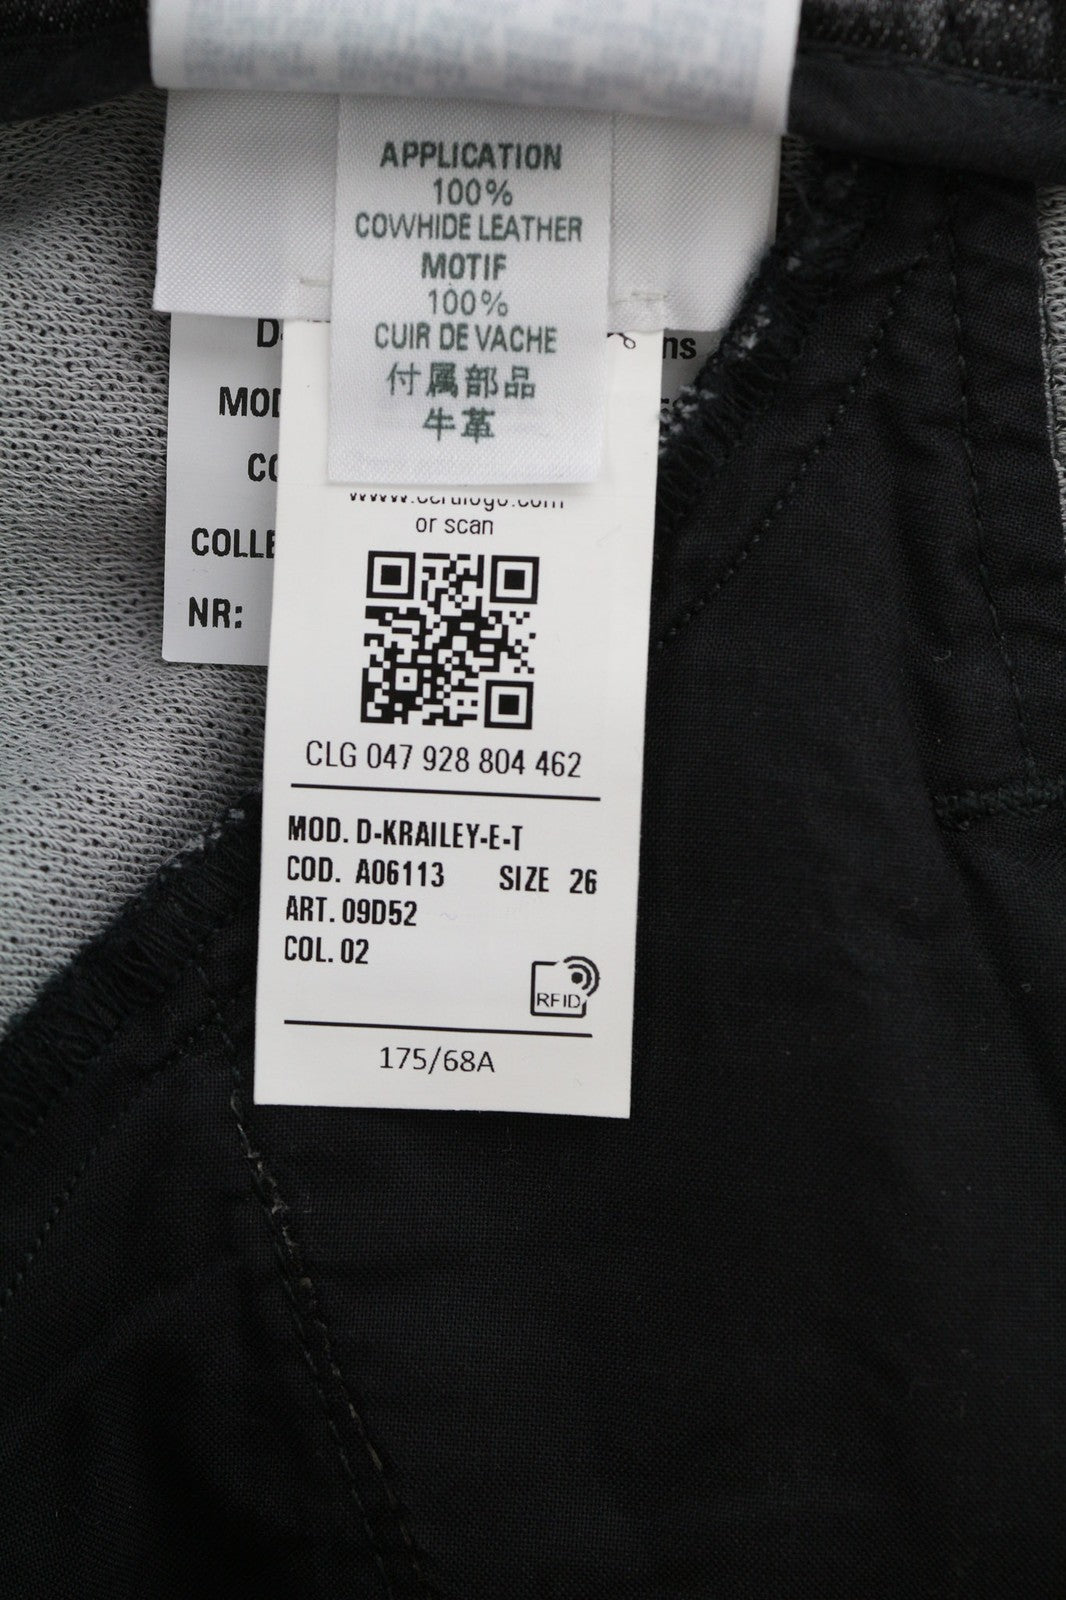 APPLICATION
100%
COWHIDE LEATHER
MOTIF
100%
CUIR DE VACHE
付属部品
牛革
D-
ns
MOD
CO
COLLE
NR:
or scan
CLG 047 928 804 462
MOD. D-KRAILEY-E-T
COD. A06113 SIZE 26
ART. 09D52
COL. 02
RFID
175/68A